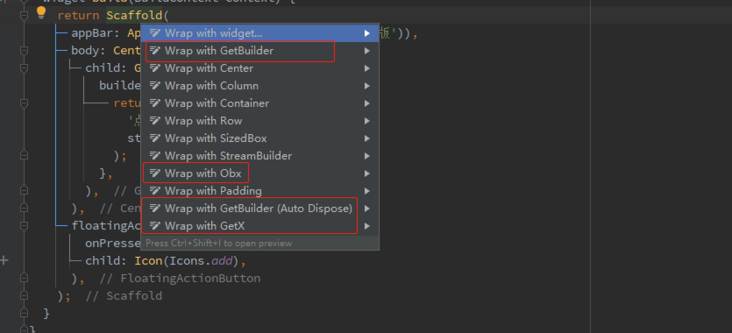 return Scaffold(
appBar: Ap
版')),
body: Cent
child: G
builde
retu
'点
st
);
},
), // G
), // Cen
floatingAc
onPresse
child: Icon(Icons.add),
), // FloatingActionButton
); // Scaffold
}
Wrap with widget...
Wrap with GetBuilder
Wrap with Center
Wrap with Column
Wrap with Container
Wrap with Row
Wrap with SizedBox
Wrap with StreamBuilder
Wrap with Obx
Wrap with Padding
Wrap with GetBuilder (Auto Dispose)
Wrap with GetX
Press Ctrl+Shift+I to open preview